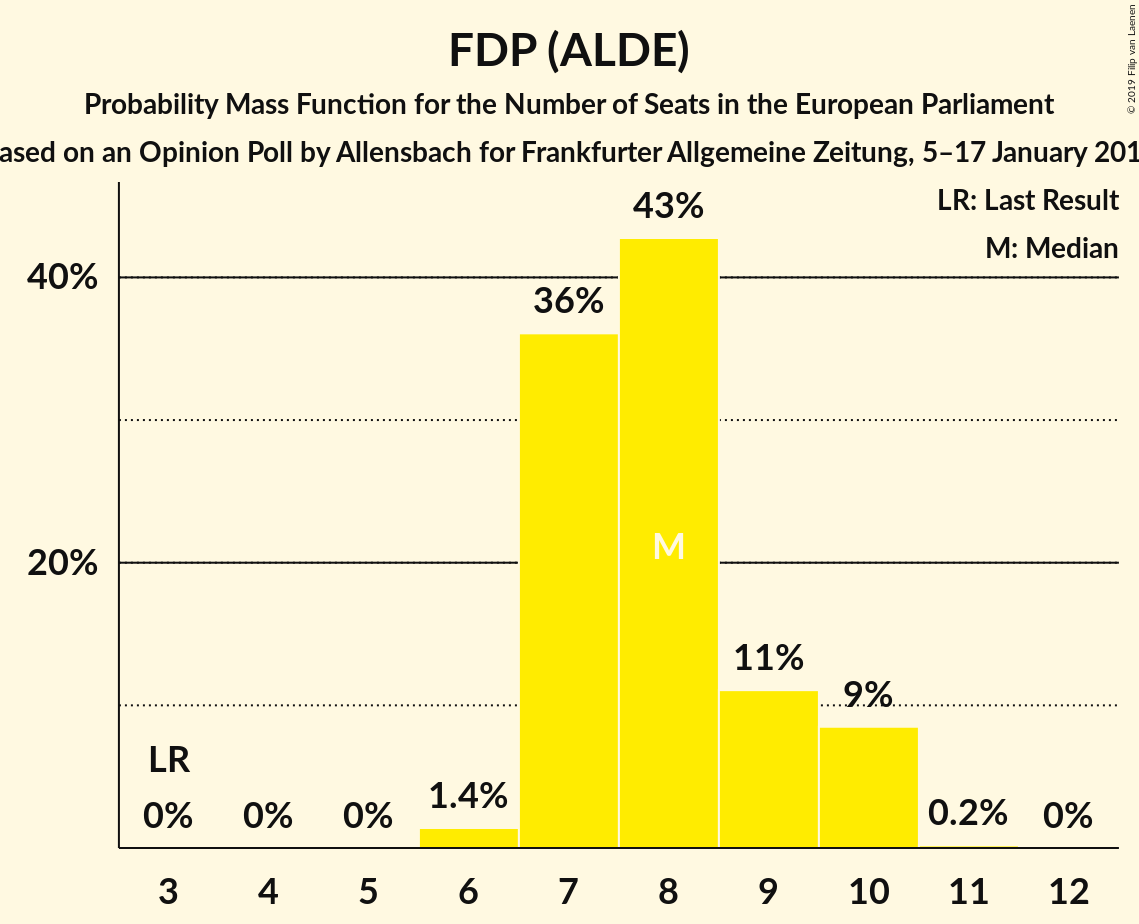 FDP (ALDE)
Probability Mass Function for the Number of Seats in the European Parliament
ased on an Opinion Poll by Allensbach for Frankfurter Allgemeine Zeitung, 5–17 January 201
© 2019 Filip van Laenen
LR: Last Result
M: Median
43%
40%
36%
M
20%
11%
9%
LR
1.4%
0% 0% 0% 0.2% 0%
3 4 5 6 7 8 9 10 11 12